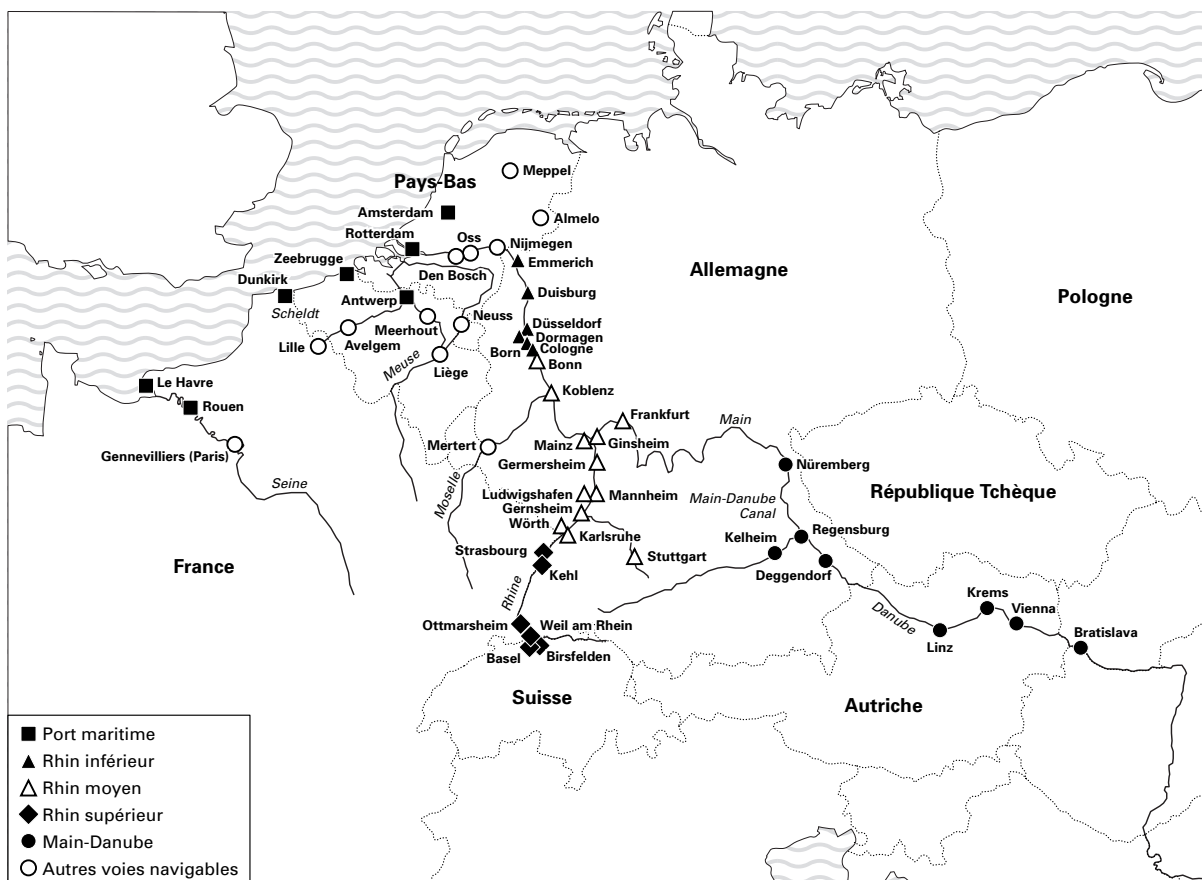 Meppel
Pays-Bas
Amsterdam
Almelo
Rotterdam
Oss
Nijmegen
Zeebrugge
Emmerich
Den Bosch
Allemagne
Dunkirk
Duisburg
Pologne
Antwerp
Scheldt
Neuss
Meerhout
Düsseldorf
Dormagen
Lille
Avelgem
Born
Cologne
Meuse
Liège
Bonn
Le Havre
Koblenz
Rouen
Frankfurt
Main
Mertert
Mainz
Ginsheim
Gennevilliers (Paris)
Germersheim
Nüremberg
Seine
Moselle
Ludwigshafen
Mannheim
Main-Danube
Canal
République Tchèque
Gernsheim
Wörth
Karlsruhe
Regensburg
Kelheim
Strasbourg
Stuttgart
France
Kehl
Deggendorf
Rhine
Krems
Danube
Vienna
Ottmarsheim
Weil am Rhein
Linz
Bratislava
Basel
Birsfelden
Suisse
Autriche
Port maritime
Rhin inférieur
Rhin moyen
Rhin supérieur
Main-Danube
Autres voies navigables